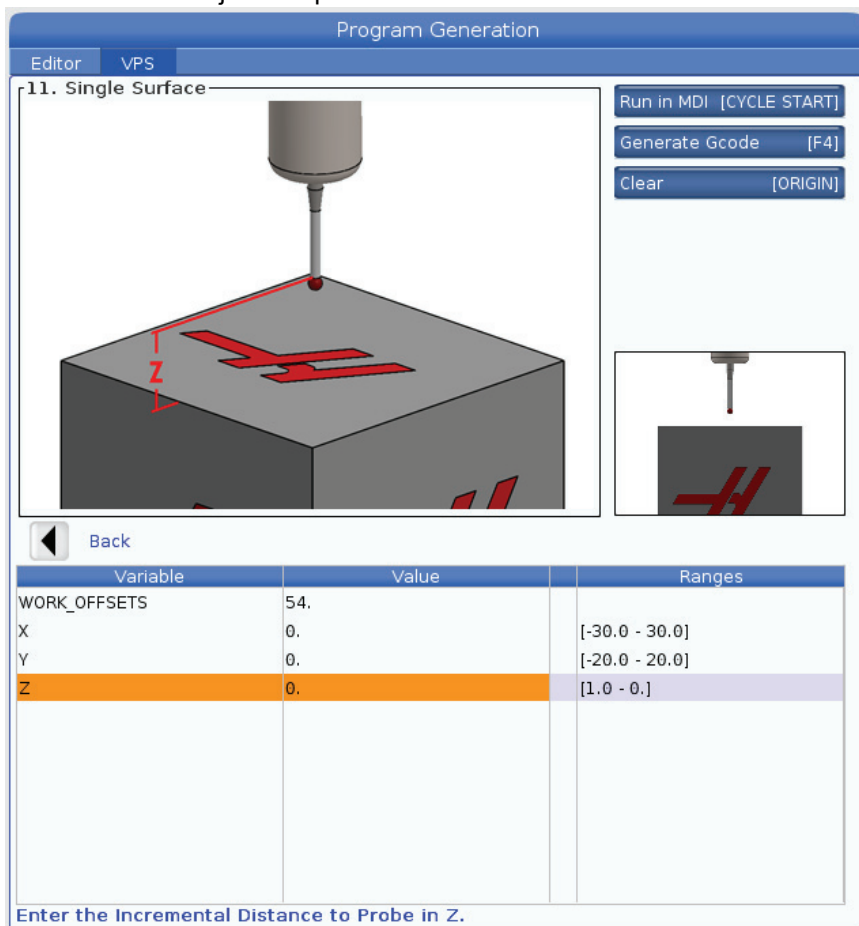 Program Generation
Editor VPS
11. Single Surface
Run in MDI [CYCLE START]
Generate Gcode [F4]
Clear [ORIGIN]
Z
Back
Variable Value Ranges
WORK_OFFSETS 54.
X 0. [-30.0 - 30.0]
Y 0. [-20.0 - 20.0]
Z 0. [1.0 - 0.]
Enter the Incremental Distance to Probe in Z.